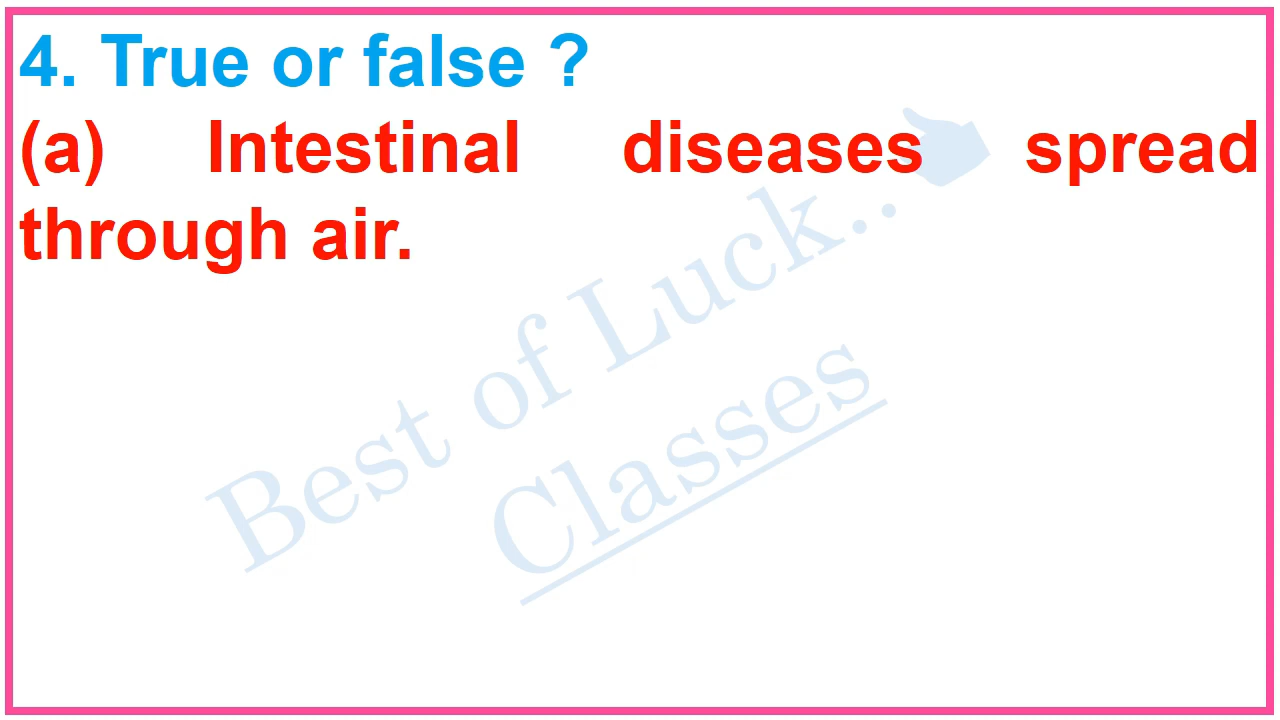 4. True or false ?
(a) Intestinal diseases spread
through air.
Best of Luck..
Classes